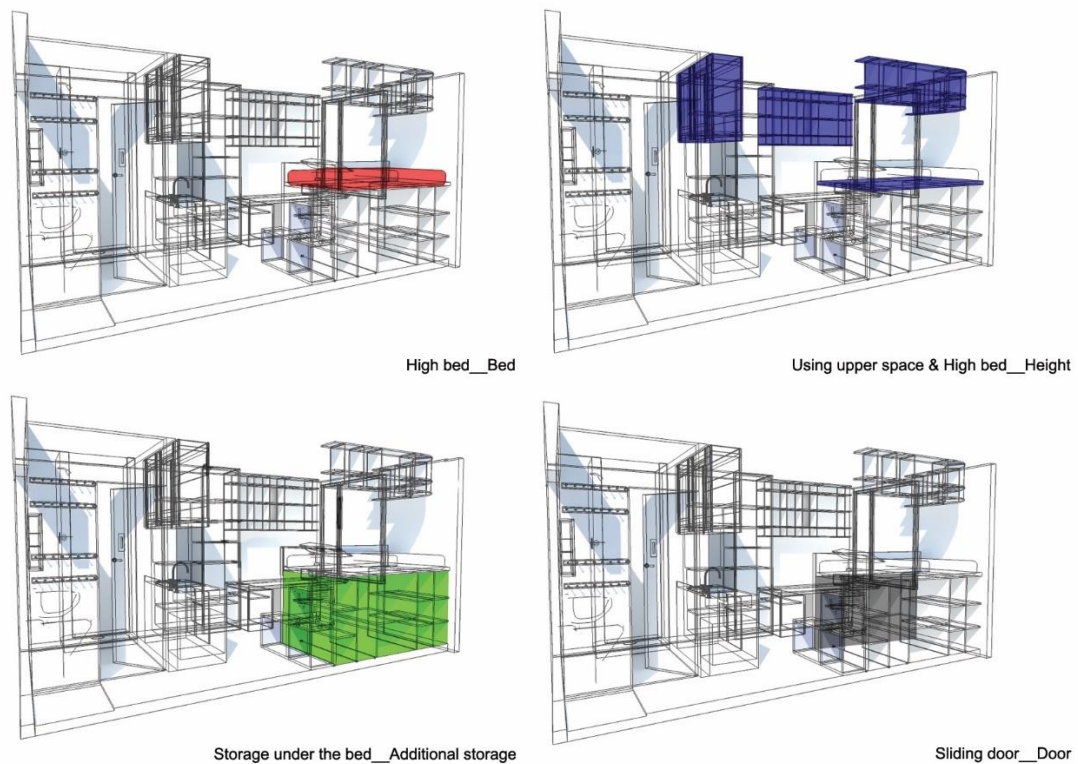 High bed__Bed
Using upper space & High bed__Height
Storage under the bed__Additional storage
Sliding door__Door